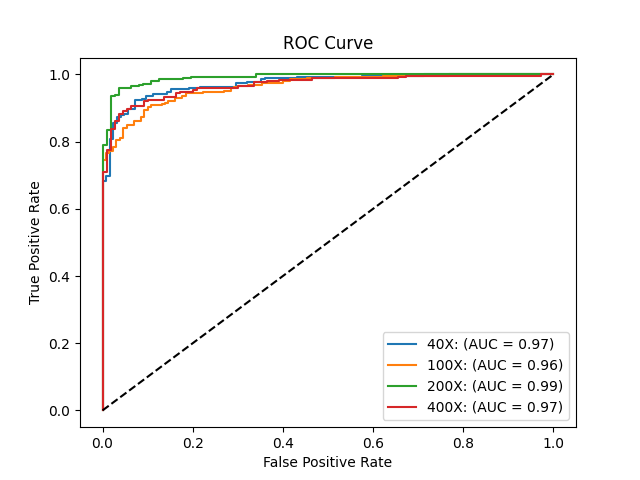 ROC Curve
True Positive Rate
1.0
0.8
0.6
0.4
0.2
0.0
40X: (AUC = 0.97)
100X: (AUC = 0.96)
200X: (AUC = 0.99)
400X: (AUC = 0.97)
0.0 0.2 0.4 0.6 0.8 1.0
False Positive Rate